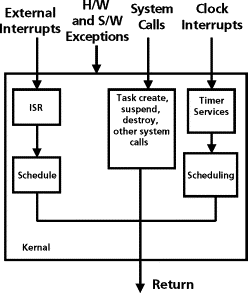 External Interrupts
H/W and S/W Exceptions
System Calls
Clock Interrupts
ISR
Task create,
suspend,
destroy,
other system
calls
Timer
Services
Schedule
Scheduling
Kernal
Return